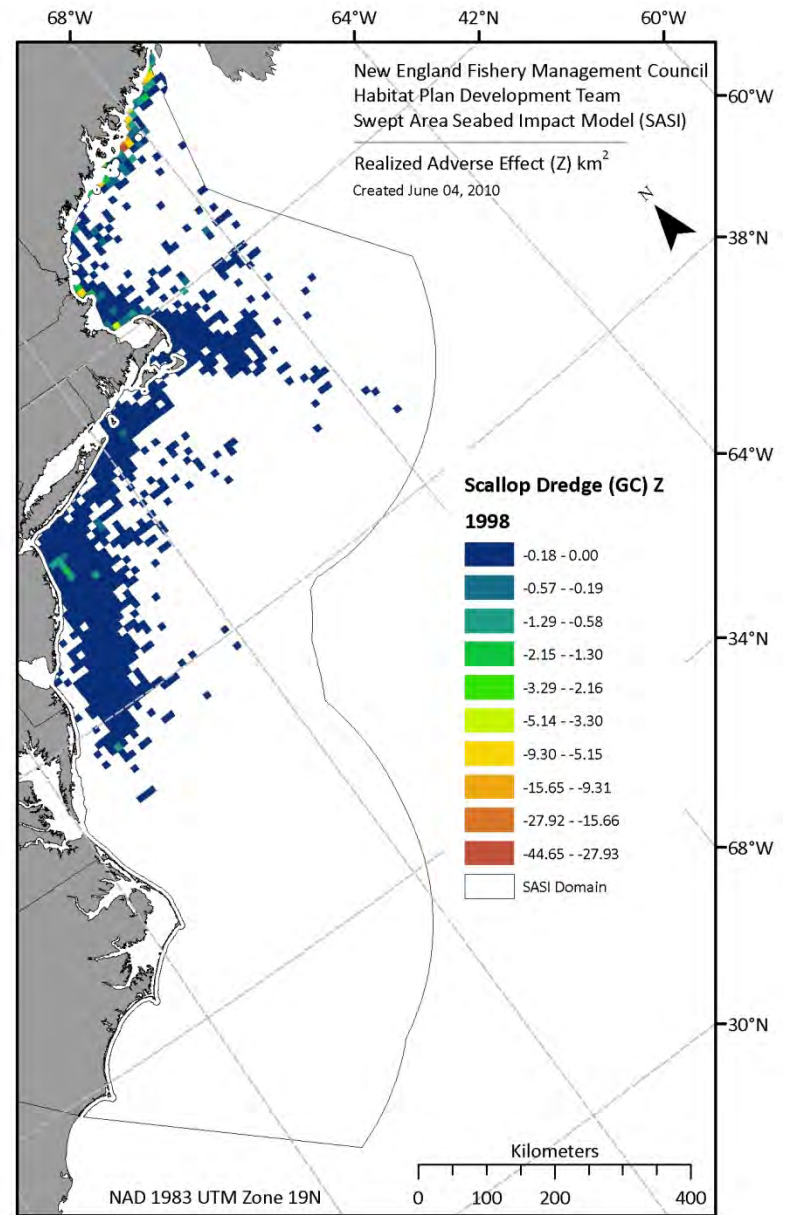 68°W 64°W 42°N 60°W
New England Fishery Management Council
Habitat Plan Development Team
Swept Area Seabed Impact Model (SASI)
Realized Adverse Effect (Z) km²
Created June 04, 2010
N
60°W
38°N
64°W
34°N
68°W
30°N
Scallop Dredge (GC) Z
1998
-0.18 - 0.00
-0.57 - -0.19
-1.29 - -0.58
-2.15 - -1.30
-3.29 - -2.16
-5.14 - -3.30
-9.30 - -5.15
-15.65 - -9.31
-27.92 - -15.66
-44.65 - -27.93
SASI Domain
Kilometers
0 100 200 400
NAD 1983 UTM Zone 19N